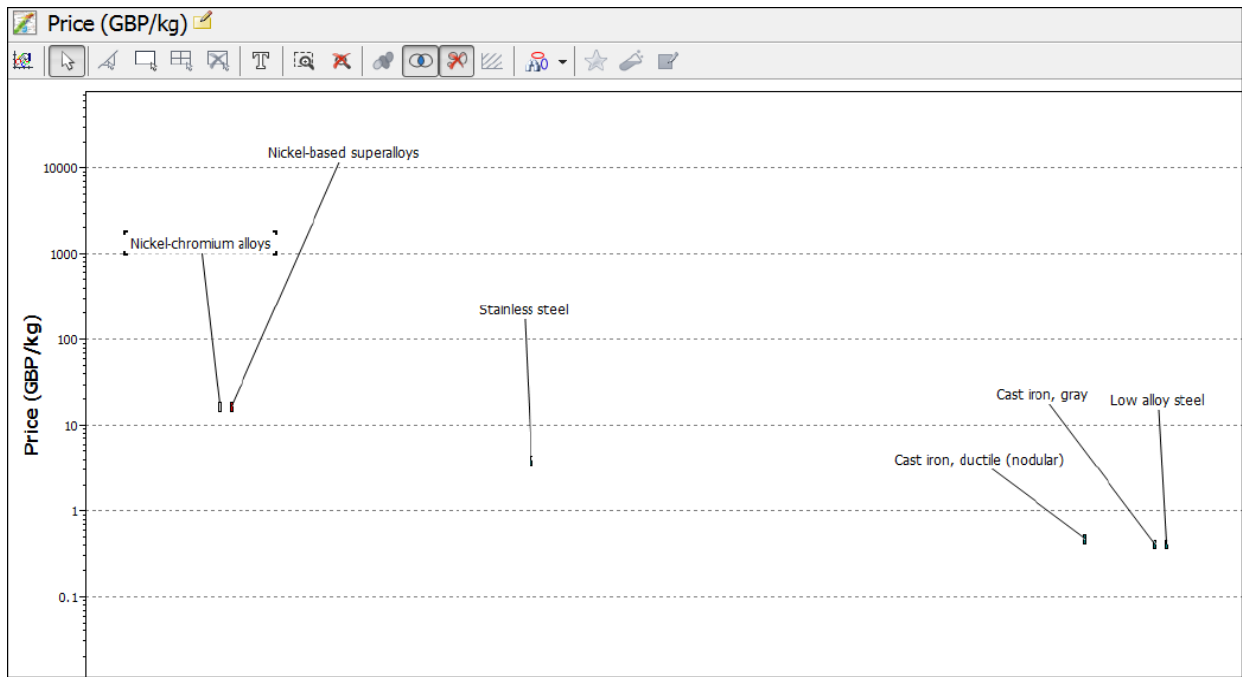 Price (GBP/kg)
10000
1000
100
10
1
0.1
Price (GBP/kg)
Nickel-based superalloys
Nickel-chromium alloys
Stainless steel
Cast iron, gray
Low alloy steel
Cast iron, ductile (nodular)